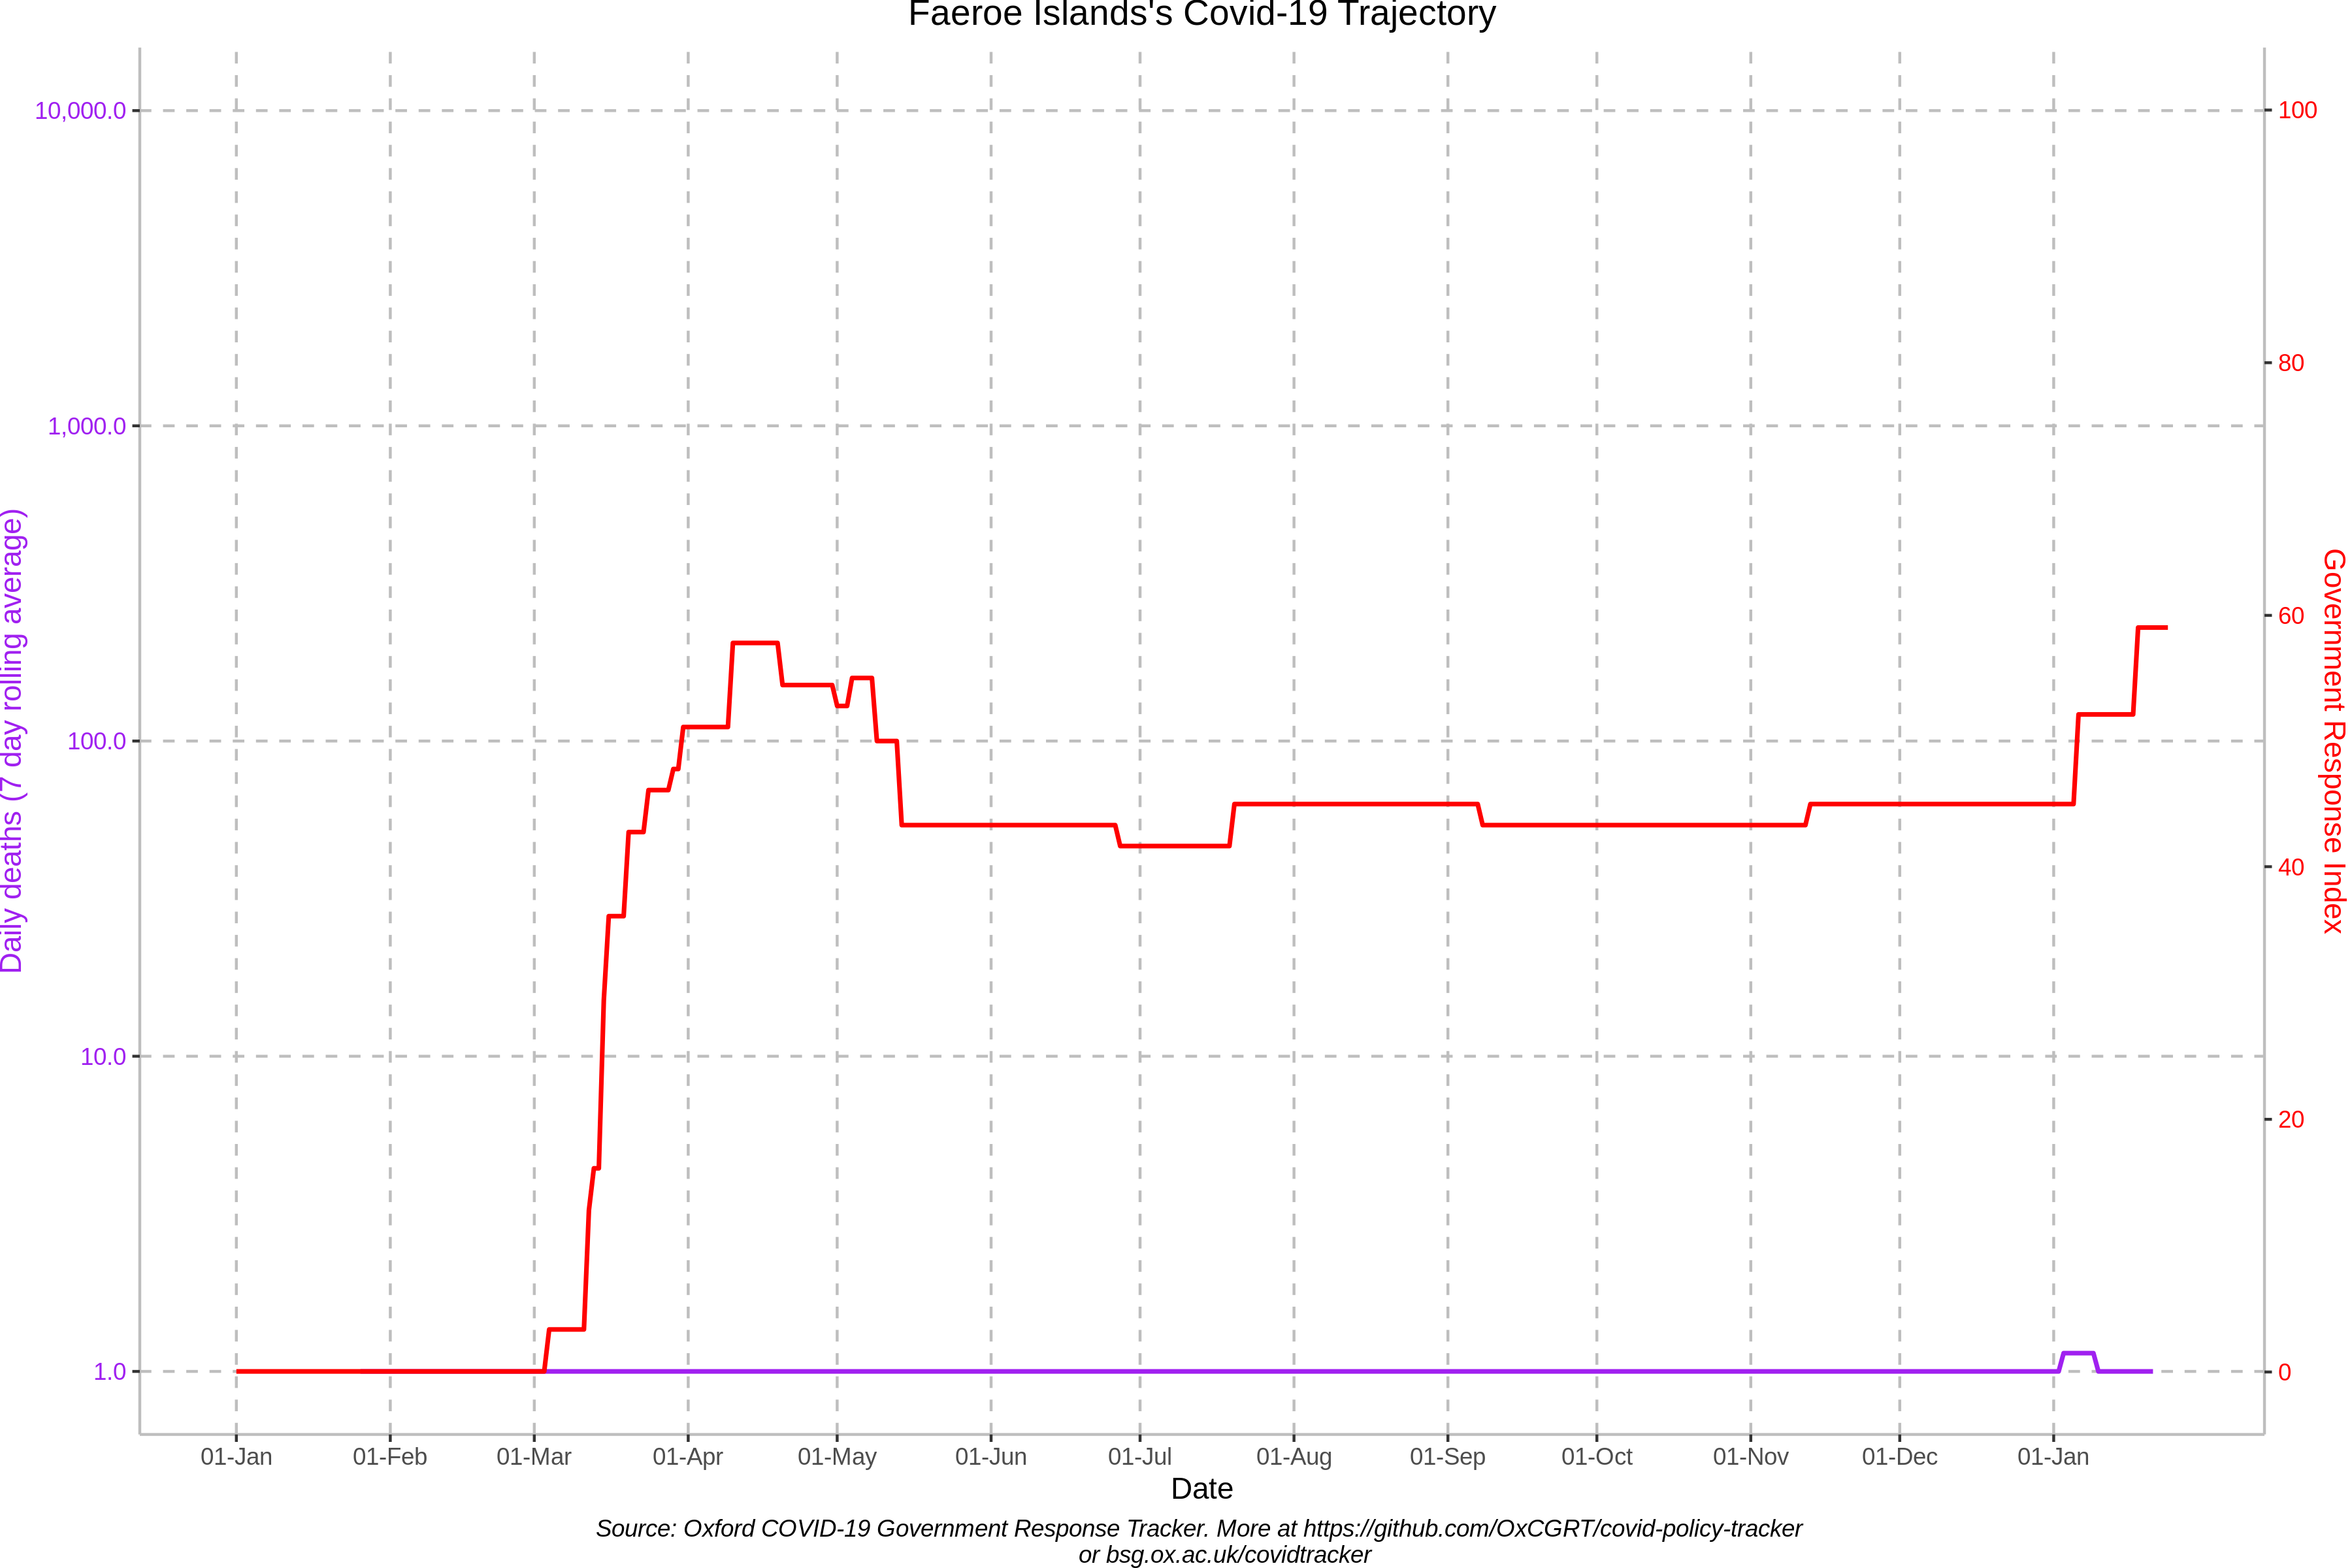 Faeroe Islands's Covid-19 Trajectory
10,000.0
1,000.0
100.0
10.0
1.0
Daily deaths (7 day rolling average)
100
80
60
40
20
0
Government Response Index
01-Jan 01-Feb 01-Mar 01-Apr 01-May 01-Jun 01-Jul 01-Aug 01-Sep 01-Oct 01-Nov 01-Dec 01-Jan
Date
Source: Oxford COVID-19 Government Response Tracker. More at https://github.com/OxCGRT/covid-policy-tracker
or bsg.ox.ac.uk/covidtracker